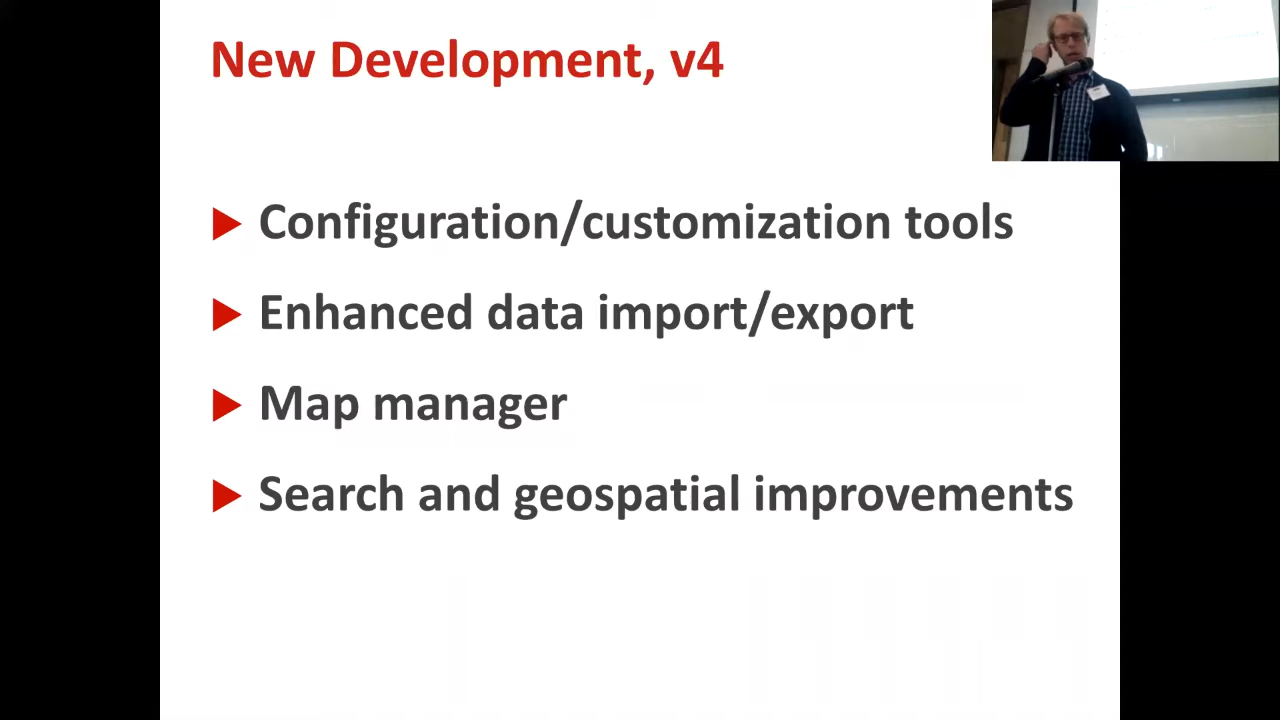 New Development, v4
Configuration/customization tools
Enhanced data import/export
Map manager
Search and geospatial improvements